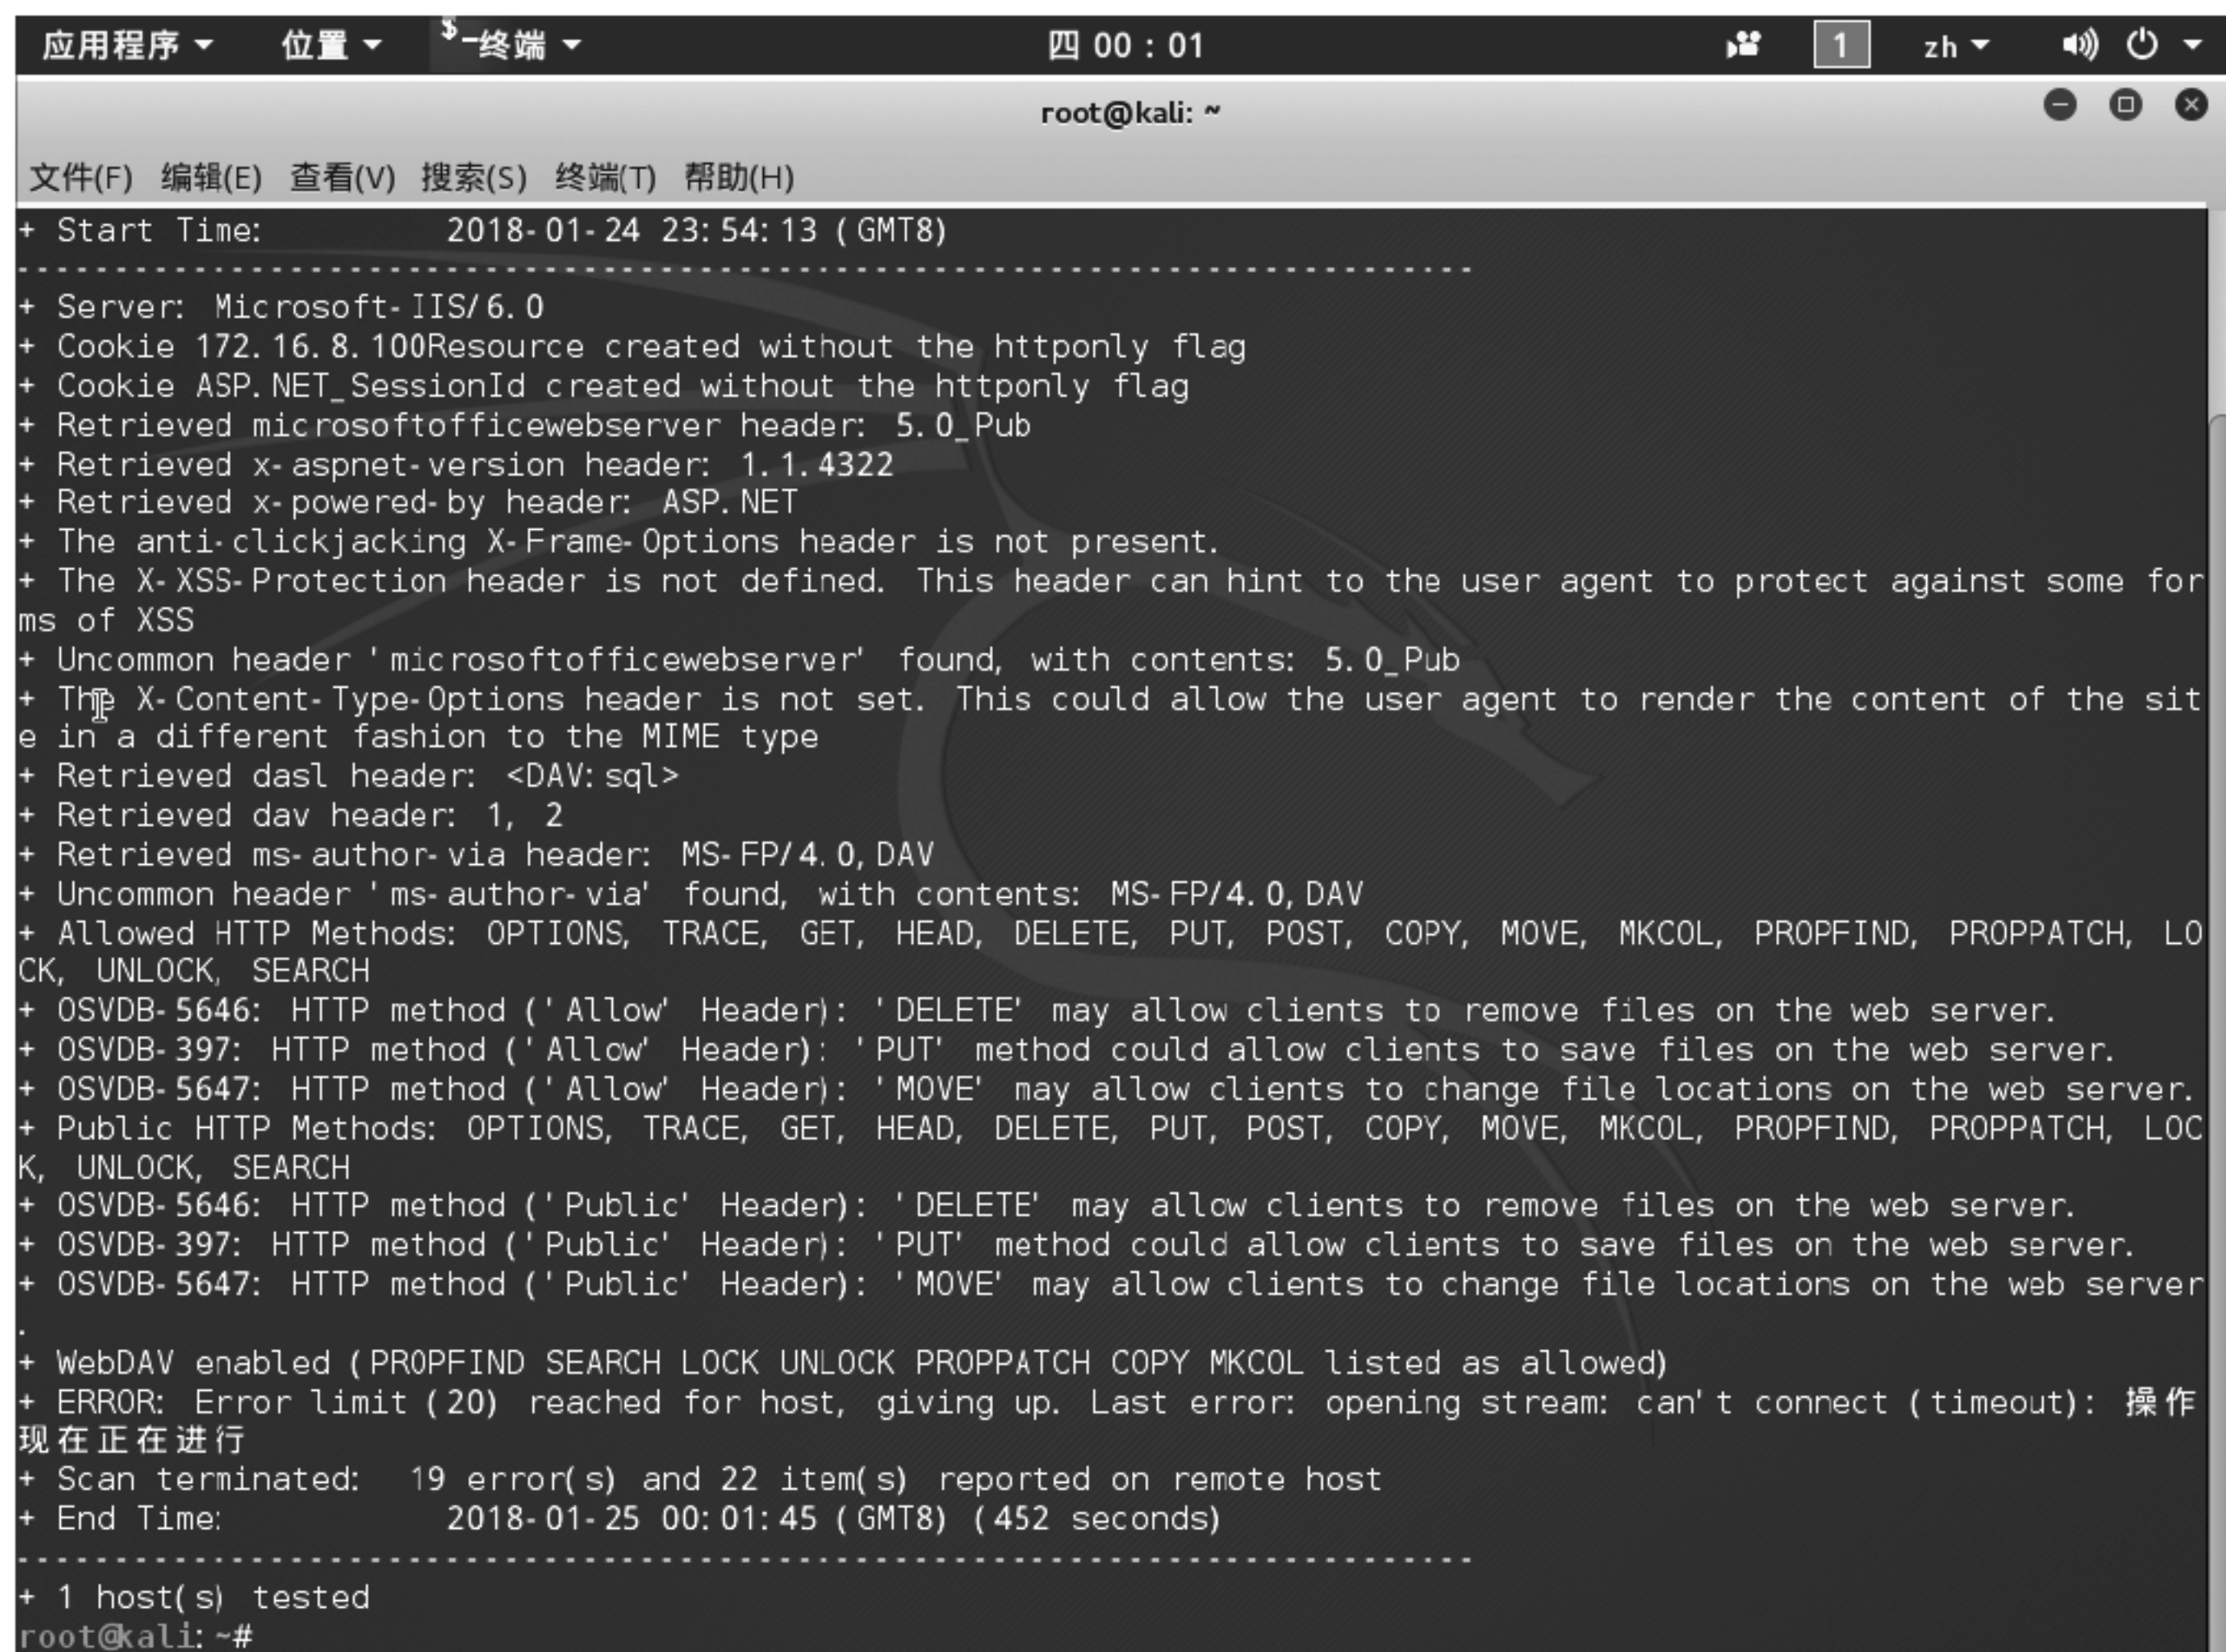 应用程序 位置 终端 四 00 : 01 1 zh
root@kali: ~
文件(F) 编辑(E) 查看(V) 搜索(S) 终端(T) 帮助(H)
+ Start Time: 2018-01-24 23:54:13 (GMT8)
---------------------------------------------------------------------------
+ Server: Microsoft-IIS/6.0
+ Cookie 172.16.8.100Resource created without the httponly flag
+ Cookie ASP.NET_SessionId created without the httponly flag
+ Retrieved microsoftofficewebserver header: 5.0_Pub
+ Retrieved x-aspnet-version header: 1.1.4322
+ Retrieved x-powered-by header: ASP.NET
+ The anti-clickjacking X-Frame-Options header is not present.
+ The X-XSS-Protection header is not defined. This header can hint to the user agent to protect against some for
ms of XSS
+ Uncommon header 'microsoftofficewebserver' found, with contents: 5.0_Pub
+ The X-Content-Type-Options header is not set. This could allow the user agent to render the content of the sit
e in a different fashion to the MIME type
+ Retrieved dasl header: <DAV:sql>
+ Retrieved dav header: 1, 2
+ Retrieved ms-author-via header: MS-FP/4.0,DAV
+ Uncommon header 'ms-author-via' found, with contents: MS-FP/4.0,DAV
+ Allowed HTTP Methods: OPTIONS, TRACE, GET, HEAD, DELETE, PUT, POST, COPY, MOVE, MKCOL, PROPFIND, PROPPATCH, LO
CK, UNLOCK, SEARCH
+ OSVDB-5646: HTTP method ('Allow' Header): 'DELETE' may allow clients to remove files on the web server.
+ OSVDB-397: HTTP method ('Allow' Header): 'PUT' method could allow clients to save files on the web server.
+ OSVDB-5647: HTTP method ('Allow' Header): 'MOVE' may allow clients to change file locations on the web server.
+ Public HTTP Methods: OPTIONS, TRACE, GET, HEAD, DELETE, PUT, POST, COPY, MOVE, MKCOL, PROPFIND, PROPPATCH, LOC
K, UNLOCK, SEARCH
+ OSVDB-5646: HTTP method ('Public' Header): 'DELETE' may allow clients to remove files on the web server.
+ OSVDB-397: HTTP method ('Public' Header): 'PUT' method could allow clients to save files on the web server.
+ OSVDB-5647: HTTP method ('Public' Header): 'MOVE' may allow clients to change file locations on the web server
.
+ WebDAV enabled (PROPFIND SEARCH LOCK UNLOCK PROPPATCH COPY MKCOL listed as allowed)
+ ERROR: Error limit (20) reached for host, giving up. Last error: opening stream: can't connect (timeout): 操作
现在正在进行
+ Scan terminated: 19 error(s) and 22 item(s) reported on remote host
+ End Time: 2018-01-25 00:01:45 (GMT8) (452 seconds)
---------------------------------------------------------------------------
+ 1 host(s) tested
root@kali:~#